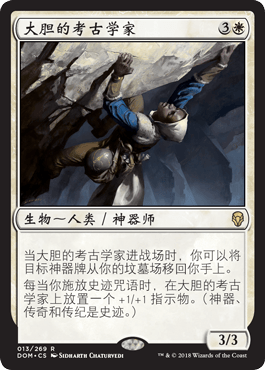 大胆的考古学家 3
生物～人类 / 神器师
当大胆的考古学家进战场时，你可以将
目标神器牌从你的坟墓场移回你手上。
每当你施放史迹咒语时，在大胆的考古
学家上放置一个 +1/+1 指示物。（神器、
传奇和传纪是史迹。）
3/3
013/269 R
DOM • CS SIDHARTH CHATURVEDI
™ & © 2018 Wizards of the Coast